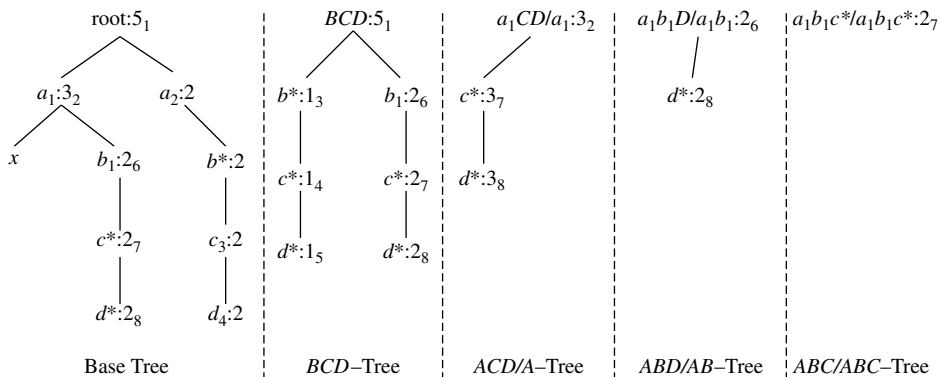 root:5₁ BCD:5₁ a₁CD/a₁:3₂ a₁b₁D/a₁b₁:2₆ a₁b₁c*/a₁b₁c*:2₇
a₁:3₂ a₂:2 b*:1₃ b₁:2₆ c*:3₇ d*:2₈
x b₁:2₆ b*:2 c*:1₄ c*:2₇ d*:3₈
c*:2₇ c₃:2 d*:1₅ d*:2₈
d*:2₈ d₄:2
Base Tree BCD–Tree ACD/A–Tree ABD/AB–Tree ABC/ABC–Tree